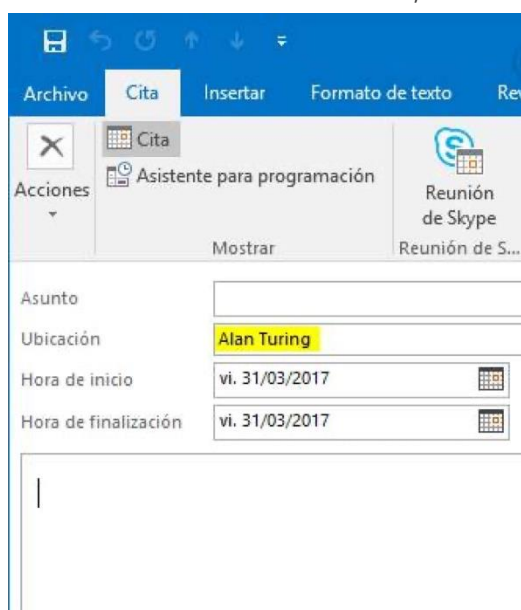 Archivo Cita Insertar Formato de texto
Cita
Asistente para programación
Acciones
Reunión
de Skype
Mostrar Reunión de S...
Asunto
Ubicación Alan Turing
Hora de inicio vi. 31/03/2017
Hora de finalización vi. 31/03/2017